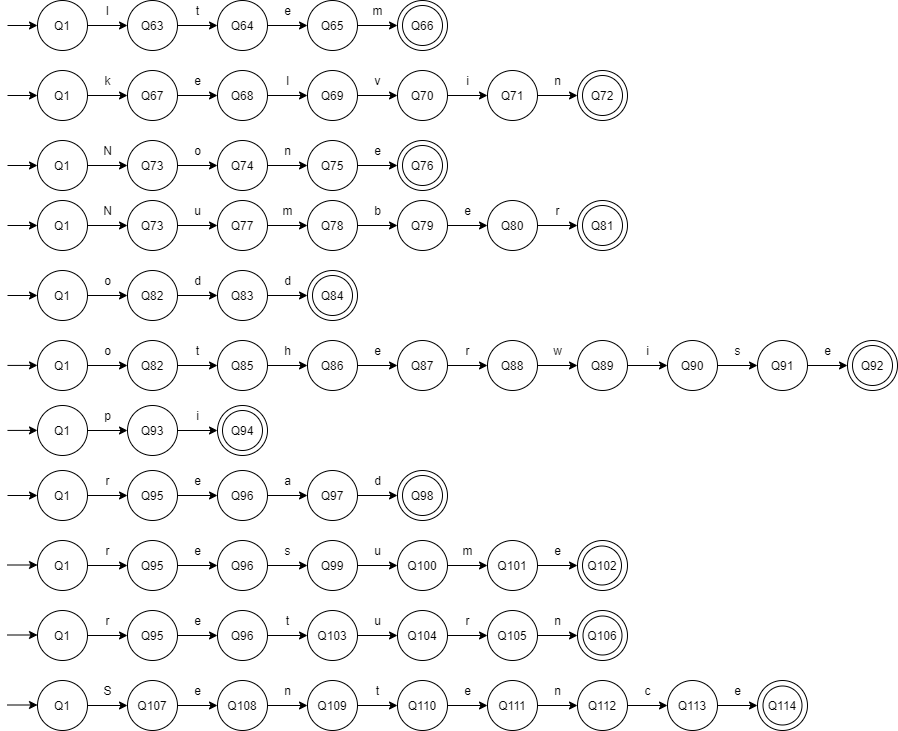 I t e m
Q1 Q63 Q64 Q65 Q66
k e l v i n
Q1 Q67 Q68 Q69 Q70 Q71 Q72
N o n e
Q1 Q73 Q74 Q75 Q76
N u m b e r
Q1 Q73 Q77 Q78 Q79 Q80 Q81
o d d
Q1 Q82 Q83 Q84
o t h e r w i s e
Q1 Q82 Q85 Q86 Q87 Q88 Q89 Q90 Q91 Q92
p i
Q1 Q93 Q94
r e a d
Q1 Q95 Q96 Q97 Q98
r e s u m e
Q1 Q95 Q96 Q99 Q100 Q101 Q102
r e t u r n
Q1 Q95 Q96 Q103 Q104 Q105 Q106
S e n t e n c e
Q1 Q107 Q108 Q109 Q110 Q111 Q112 Q113 Q114